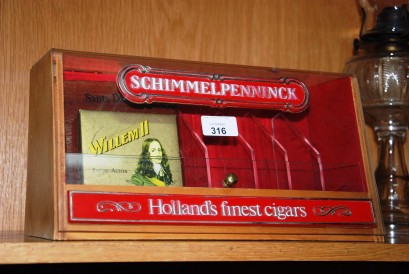 SCHIMMELPENNINCK
316
WILLEM II
Holland's finest cigars